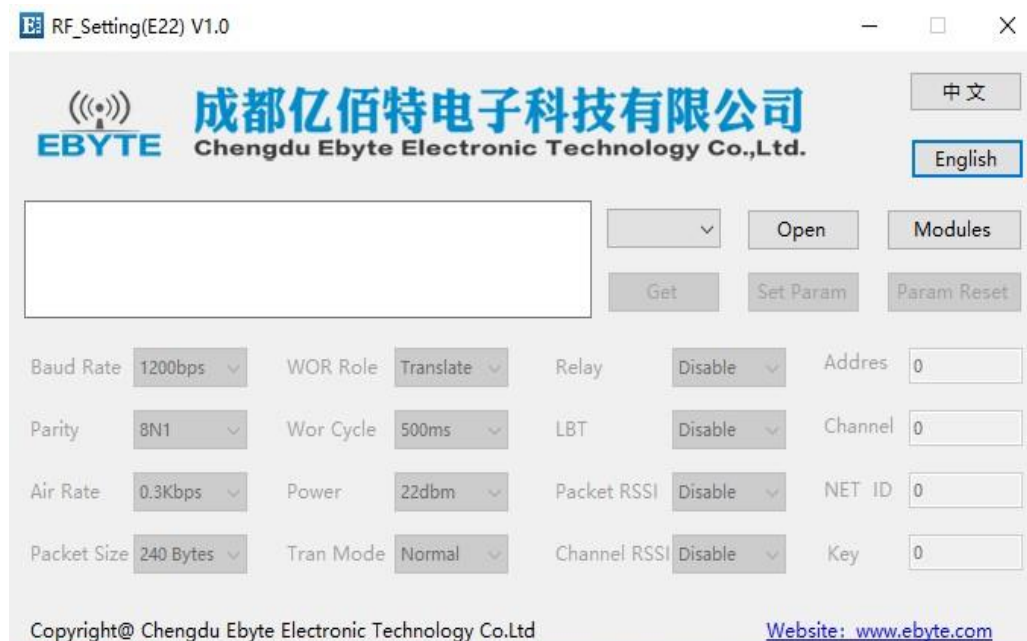 RF_Setting(E22) V1.0
中文
EBYTE
成都亿佰特电子科技有限公司
Chengdu Ebyte Electronic Technology Co.,Ltd.
English
Open Modules
Get Set Param Param Reset
Baud Rate 1200bps WOR Role Translate Relay Disable Addres 0
Parity 8N1 Wor Cycle 500ms LBT Disable Channel 0
Air Rate 0.3Kbps Power 22dbm Packet RSSI Disable NET ID 0
Packet Size 240 Bytes Tran Mode Normal Channel RSSI Disable Key 0
Copyright@ Chengdu Ebyte Electronic Technology Co.Ltd Website: www.ebyte.com